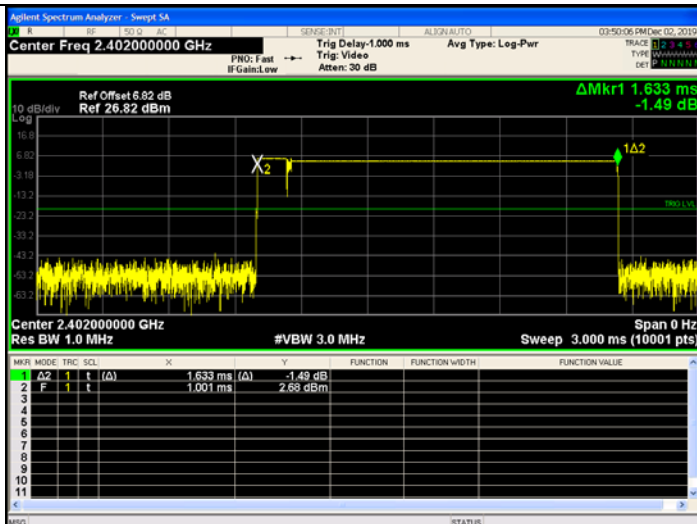 Agilent Spectrum Analyzer - Swept SA
R RF 50 Ω AC SENSE:INT ALIGNAUTO 03:50:06 PMDec 02, 2019
Center Freq 2.402000000 GHz
PNO: Fast
IFGain:Low
Trig Delay-1.000 ms
Trig: Video
Atten: 30 dB
Avg Type: Log-Pwr
TRACE 1 2 3 4 5
TYPE
DET P N N N N
ΔMkr1 1.633 ms
-1.49 dB
Ref Offset 6.82 dB
10 dB/div Ref 26.82 dBm
Log
16.8
6.82
-3.18
-13.2
-23.2
-33.2
-43.2
-53.2
-63.2
X2
1Δ2
TRIG LVL
Center 2.402000000 GHz Span 0 Hz
Res BW 1.0 MHz #VBW 3.0 MHz Sweep 3.000 ms (10001 pts)
MKR MODE TRC SCL X Y FUNCTION FUNCTION WIDTH FUNCTION VALUE
1 Δ2 1 t (Δ) 1.633 ms (Δ) -1.49 dB
2 F 1 t 1.001 ms 2.68 dBm
3
4
5
6
7
8
9
10
11
MSG STATUS